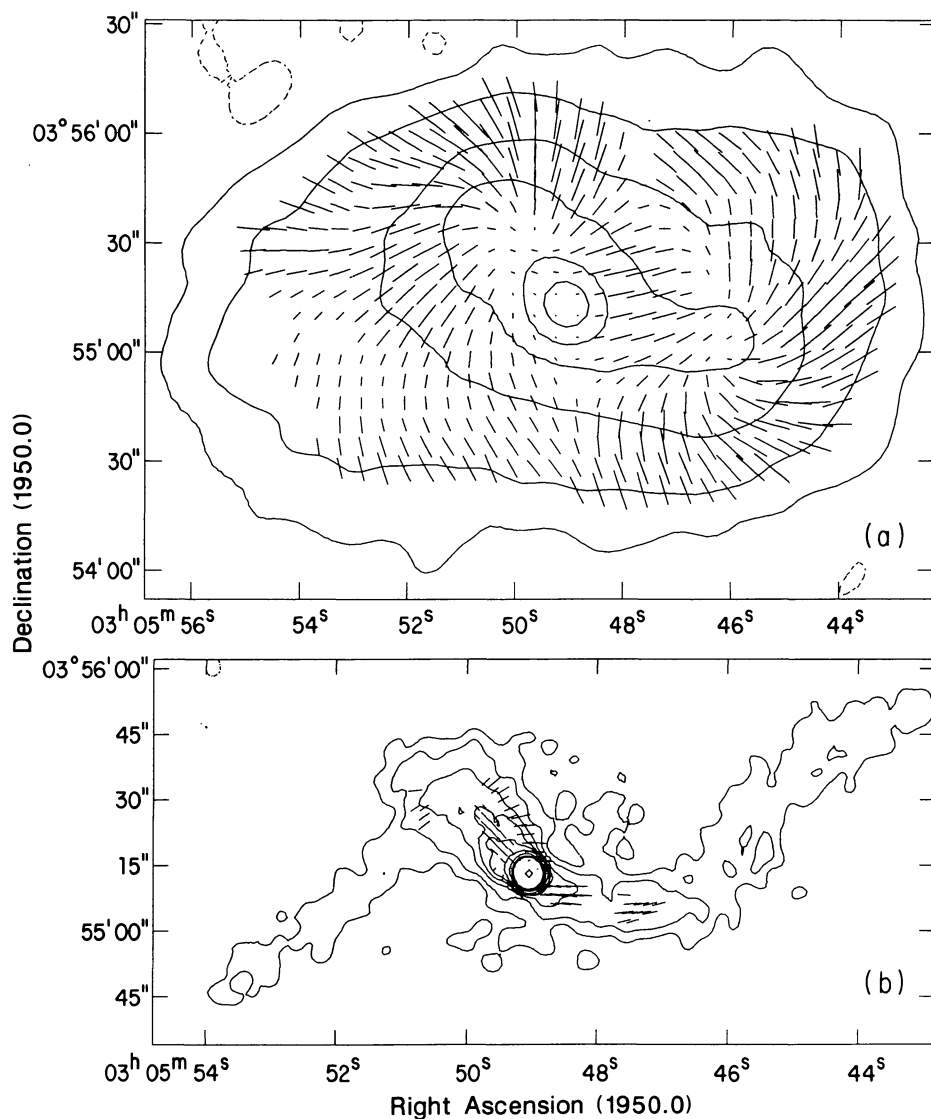 30"
03° 56' 00"
30"
55' 00"
30"
54' 00"
(a)
03h 05m 56s 54s 52s 50s 48s 46s 44s
Declination (1950.0)
03° 56' 00"
45"
30"
15"
55' 00"
45"
(b)
03h 05m 54s 52s 50s 48s 46s 44s
Right Ascension (1950.0)